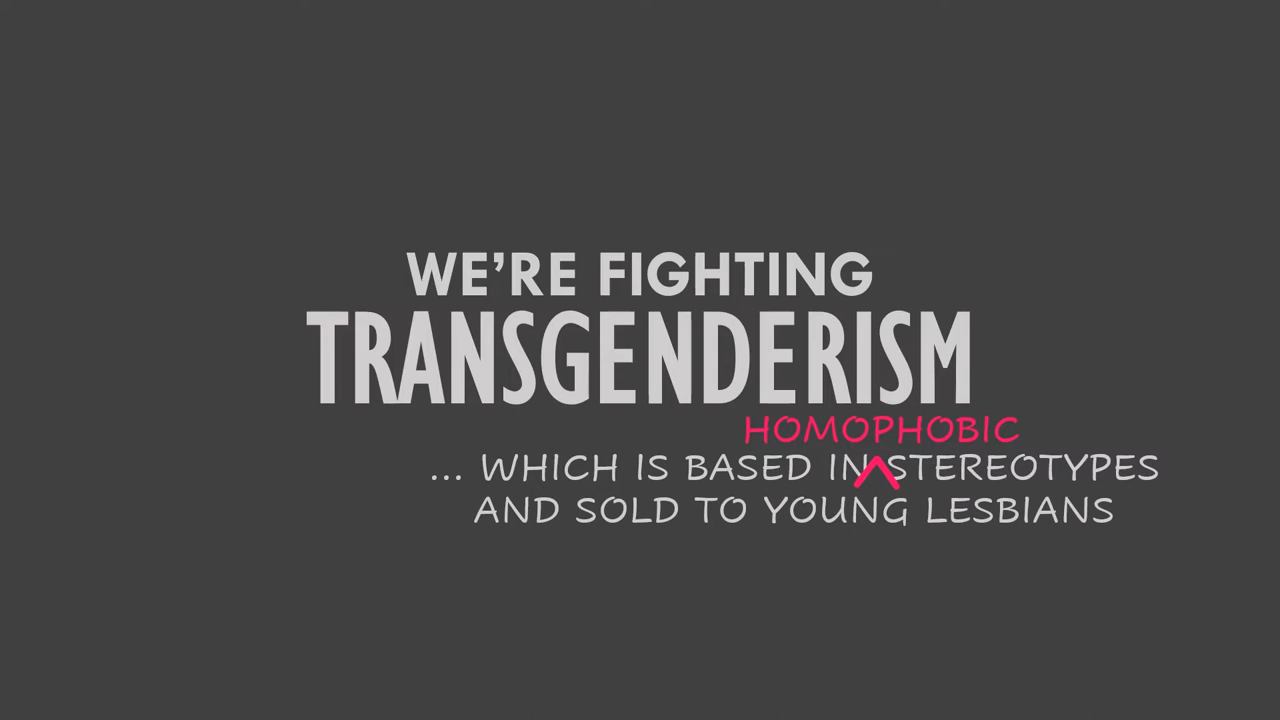 WE'RE FIGHTING
TRANSGENDERISM
HOMOPHOBIC
... WHICH IS BASED IN STEREOTYPES
AND SOLD TO YOUNG LESBIANS